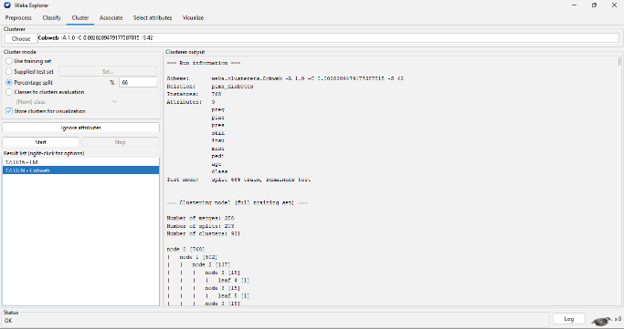 Weka Explorer
Preprocess Classify Cluster Associate Select attributes Visualize
Clusterer
Choose Cobweb -A 1.0 -C 0.0028209479177387815 -S 42
Cluster mode
Use training set
Supplied test set Set...
Percentage split % 66
Classes to clusters evaluation
(Nom) class
Store clusters for visualization
Ignore attributes
Start Stop
Result list (right-click for options)
- EM
- Cobweb
Clusterer output
=== Run information ===
Scheme: weka.clusterers.Cobweb -A 1.0 -C 0.0028209479177387815 -S 42
Relation: pima_diabetes
Instances: 768
Attributes: 9
preg
plas
pres
skin
insu
mass
pedi
age
class
Test mode: split 66% train, remainder test
=== Clustering model (full training set) ===
Number of merges: 250
Number of splits: 203
Number of clusters:
node 0 [768]
| node 1 [502]
| | node 2 [137]
| | | node 3 [15]
| | | | leaf 4 [1]
| | | node 3 [15]
| | | | leaf 5 [1]
| | | node 3 [15]
Status
OK
Log x 0